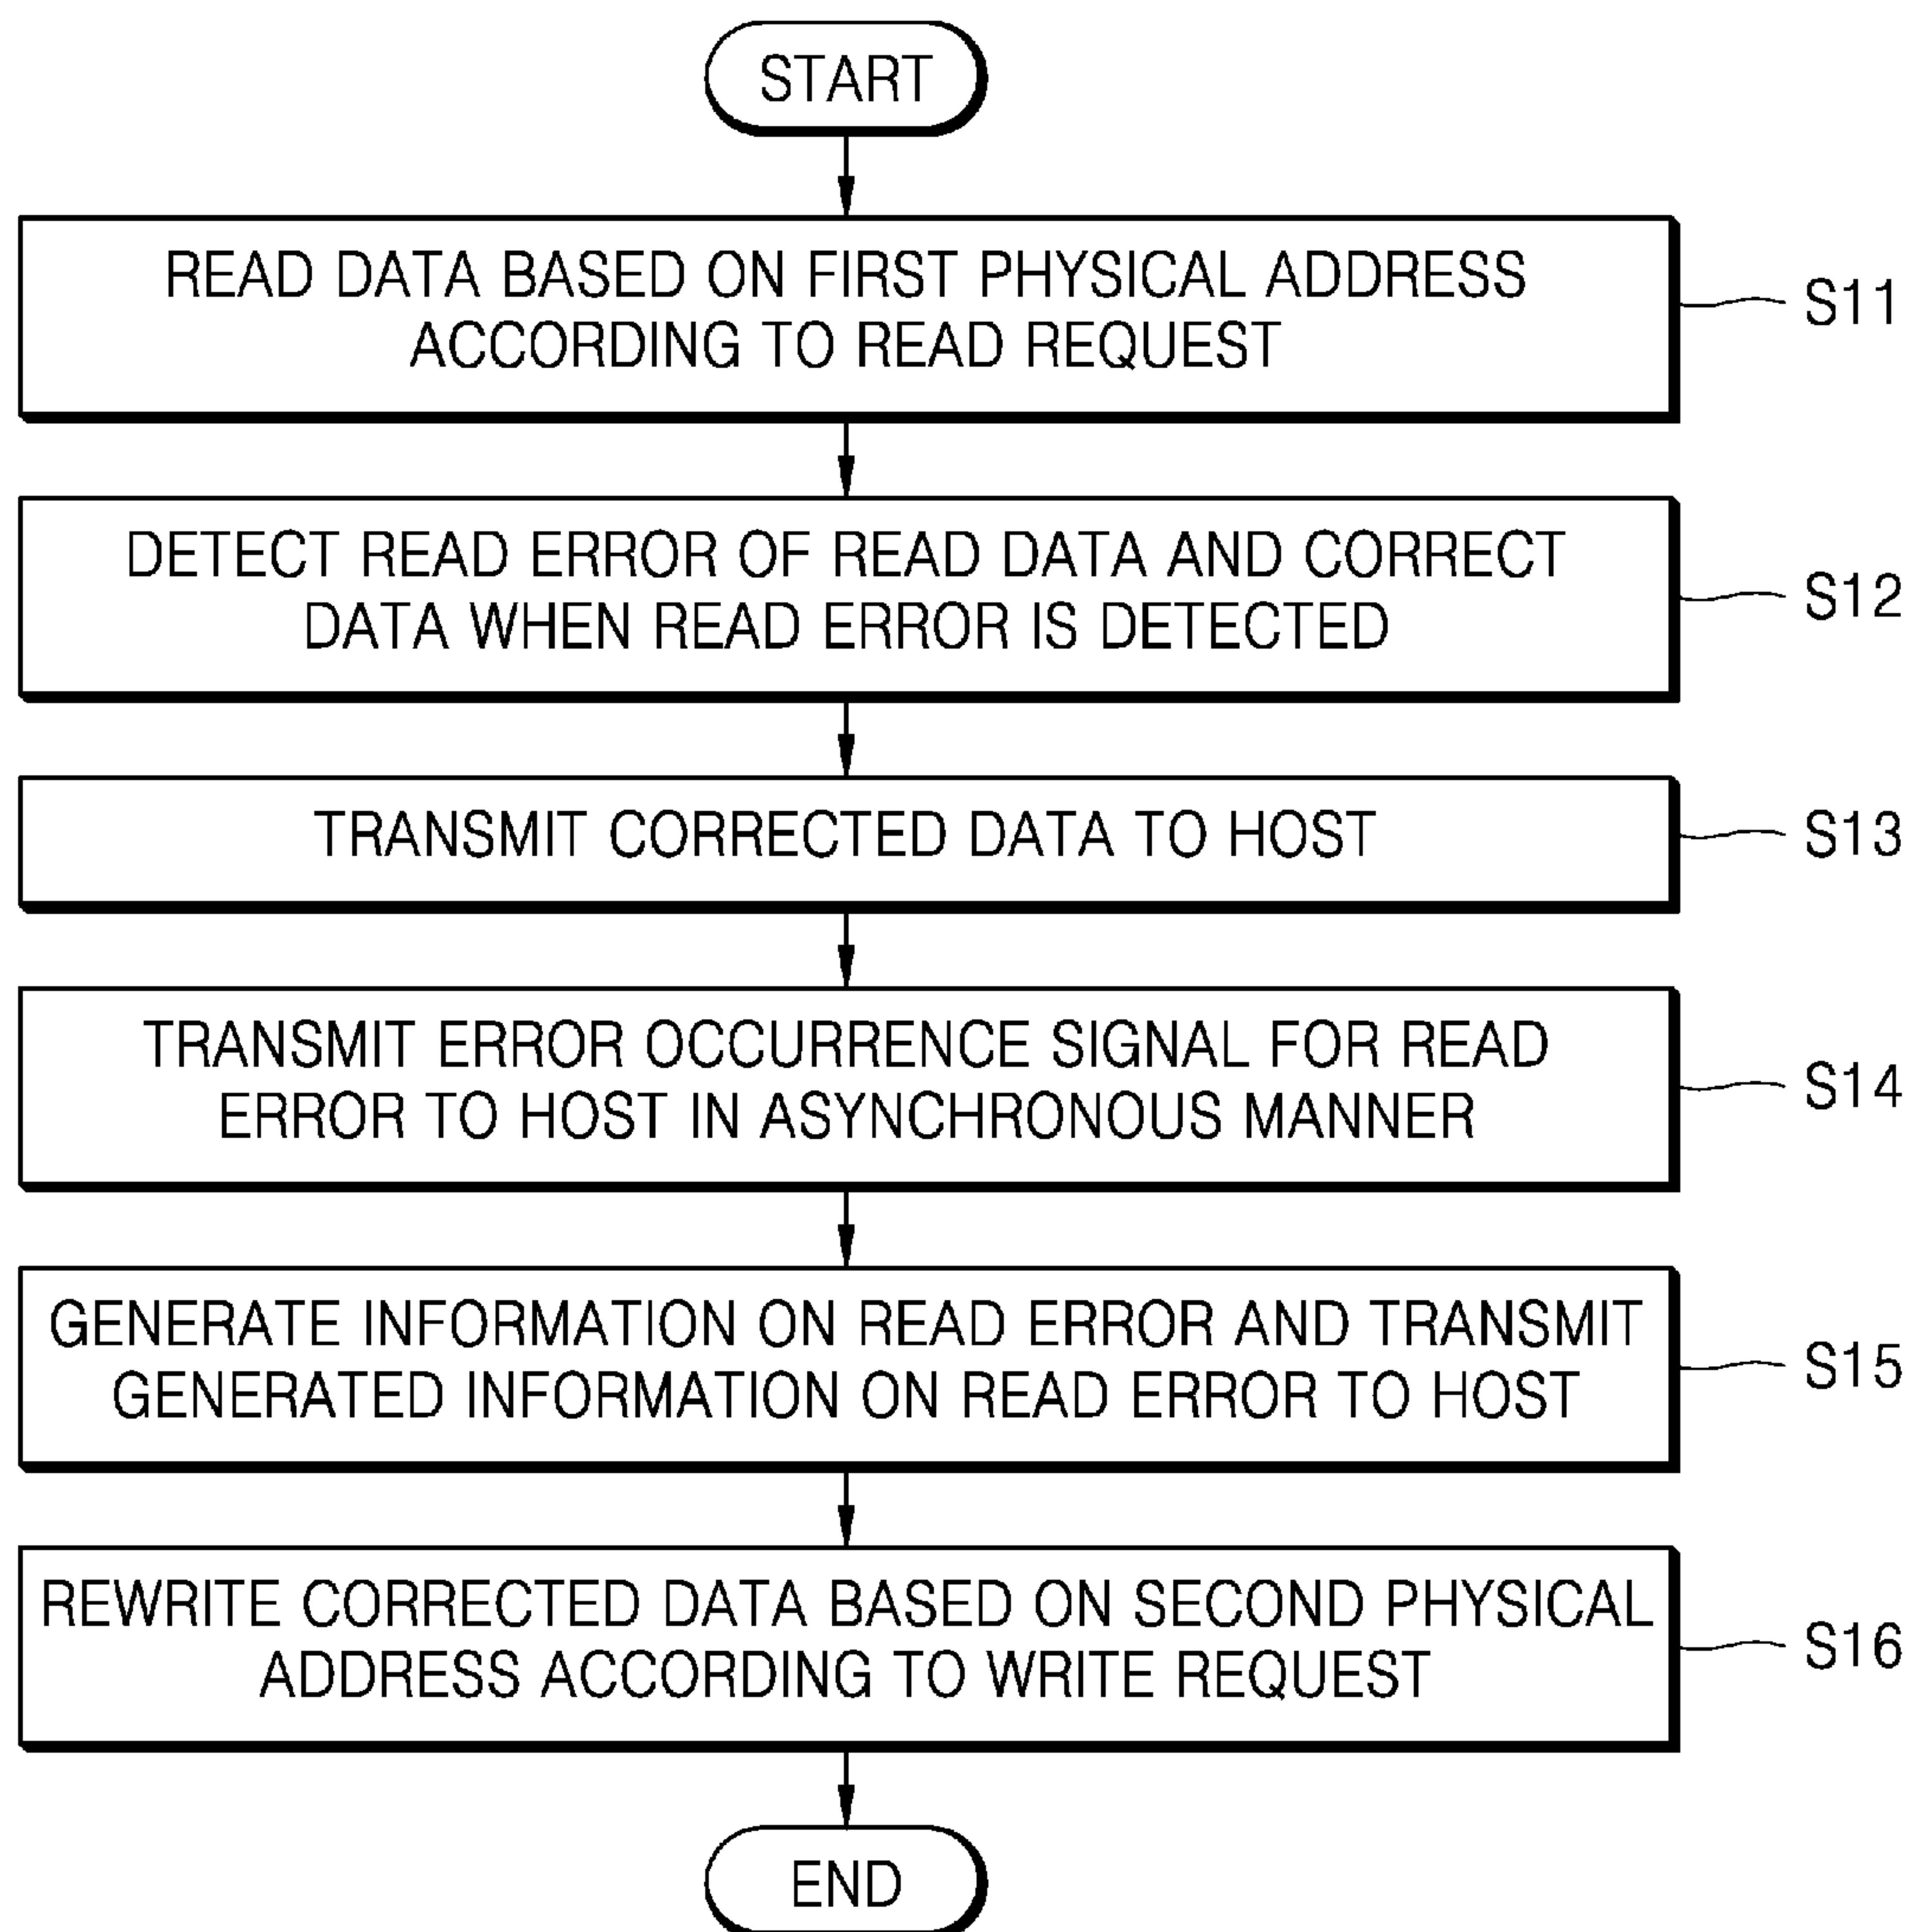 START
READ DATA BASED ON FIRST PHYSICAL ADDRESS
ACCORDING TO READ REQUEST
S11
DETECT READ ERROR OF READ DATA AND CORRECT
DATA WHEN READ ERROR IS DETECTED
S12
TRANSMIT CORRECTED DATA TO HOST
S13
TRANSMIT ERROR OCCURRENCE SIGNAL FOR READ
ERROR TO HOST IN ASYNCHRONOUS MANNER
S14
GENERATE INFORMATION ON READ ERROR AND TRANSMIT
GENERATED INFORMATION ON READ ERROR TO HOST
S15
REWRITE CORRECTED DATA BASED ON SECOND PHYSICAL
ADDRESS ACCORDING TO WRITE REQUEST
S16
END